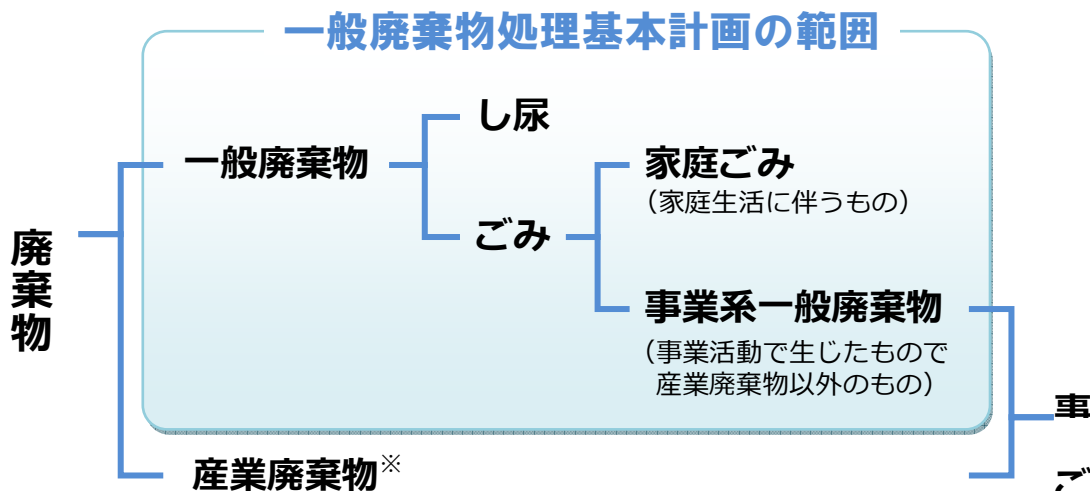 一般廃棄物処理基本計画の範囲
し尿
一般廃棄物
家庭ごみ
（家庭生活に伴うもの）
ごみ
廃棄物
事業系一般廃棄物
（事業活動で生じたもので
産業廃棄物以外のもの）
事
産業廃棄物※
ご